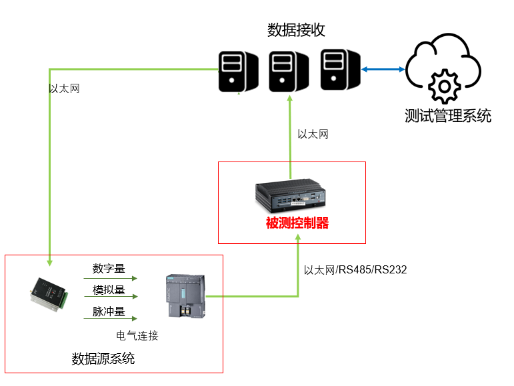 数据接收
以太网
测试管理系统
以太网
被测控制器
以太网/RS485/RS232
数字量
模拟量
脉冲量
电气连接
数据源系统